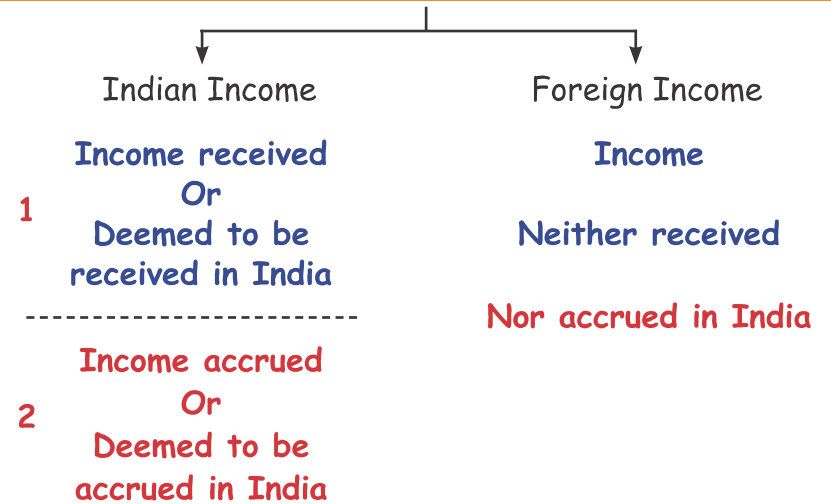 Indian Income
Income received
1
Or
Deemed to be
received in India
Income accrued
2
Or
Deemed to be
accrued in India
Foreign Income
Income
Neither received
Nor accrued in India